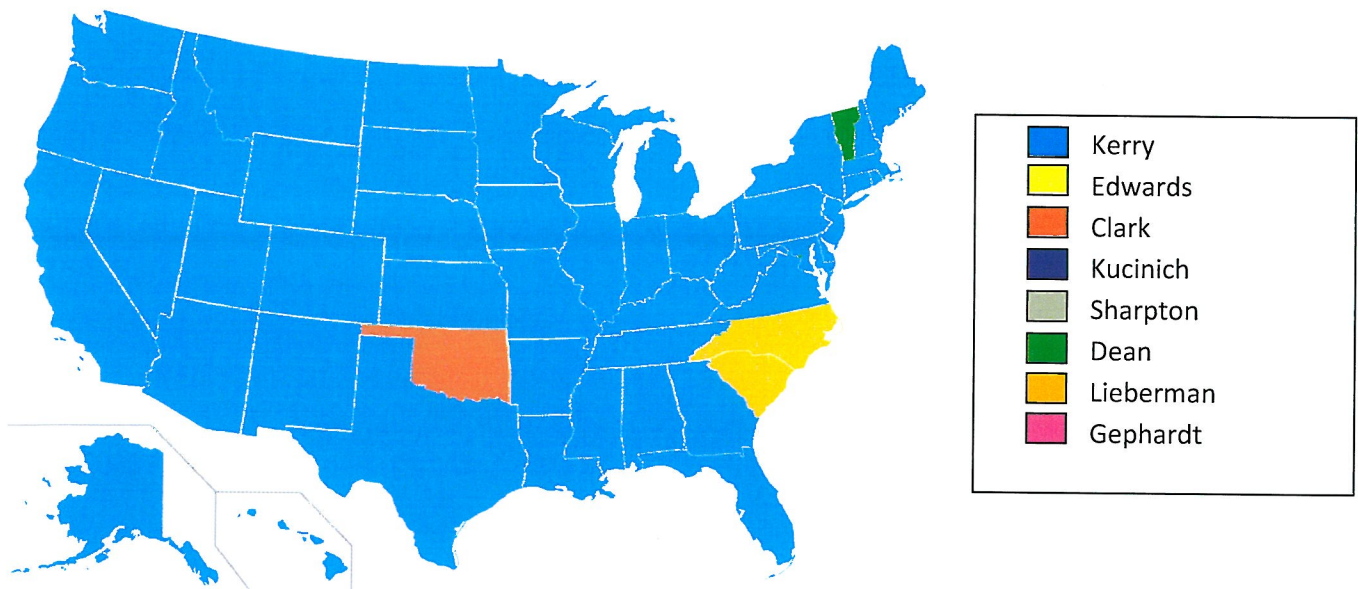 Kerry
Edwards
Clark
Kucinich
Sharpton
Dean
Lieberman
Gephardt